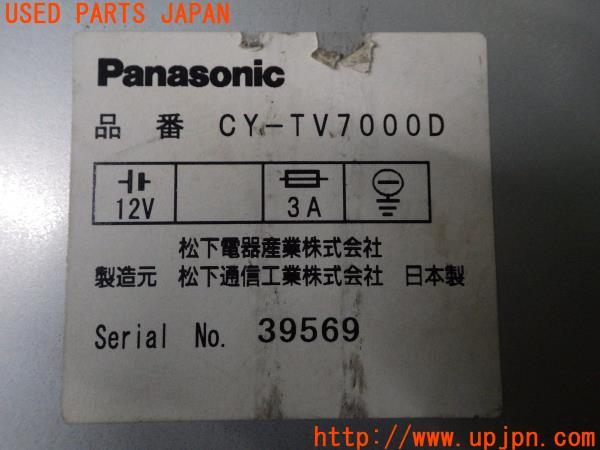 USED PARTS JAPAN
Panasonic
品 番 CY-TV7000D
12V 3A
松下電器産業株式会社
製造元 松下通信工業株式会社 日本製
Serial No. 39569
UPJ
http://www.upjpn.com